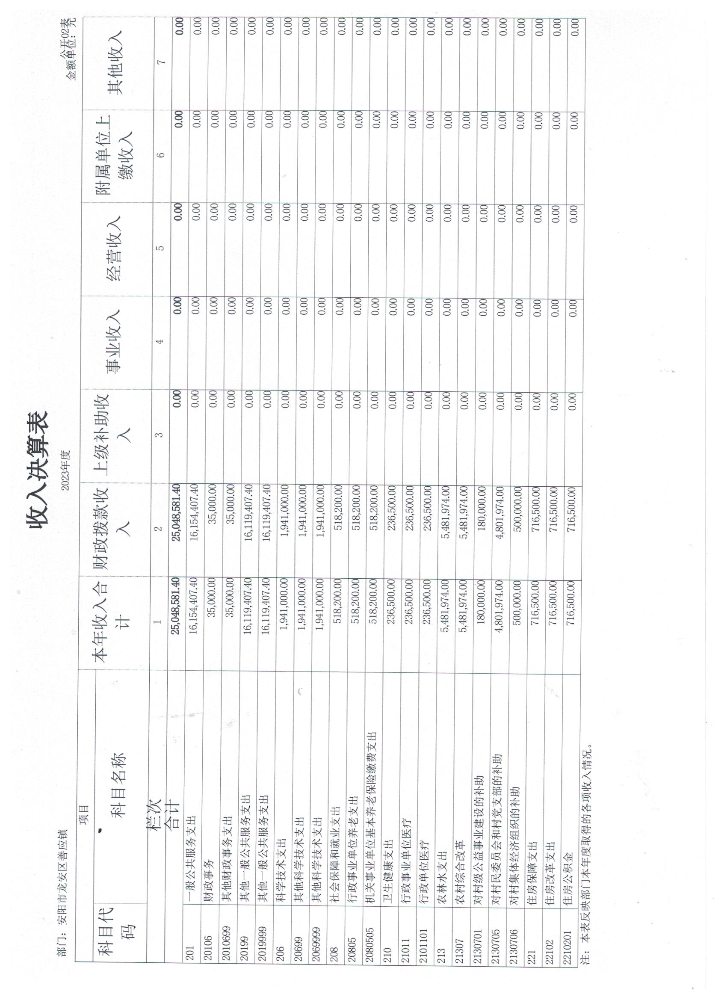 收入决算表
公开02表
2023年度
部门：安阳市龙安区善应镇 金额单位：元
项目 本年收入合计 财政拨款收入 上级补助收入 事业收入 经营收入 附属单位上缴收入 其他收入
科目代码 科目名称
栏次 1 2 3 4 5 6 7
合计 25,048,581.40 25,048,581.40 0.00 0.00 0.00 0.00 0.00
201 一般公共服务支出 16,154,407.40 16,154,407.40 0.00 0.00 0.00 0.00 0.00
20106 财政事务 35,000.00 35,000.00 0.00 0.00 0.00 0.00 0.00
2010699 其他财政事务支出 35,000.00 35,000.00 0.00 0.00 0.00 0.00 0.00
20199 其他一般公共服务支出 16,119,407.40 16,119,407.40 0.00 0.00 0.00 0.00 0.00
2019999 其他一般公共服务支出 16,119,407.40 16,119,407.40 0.00 0.00 0.00 0.00 0.00
206 科学技术支出 1,941,000.00 1,941,000.00 0.00 0.00 0.00 0.00 0.00
20699 其他科学技术支出 1,941,000.00 1,941,000.00 0.00 0.00 0.00 0.00 0.00
2069999 其他科学技术支出 1,941,000.00 1,941,000.00 0.00 0.00 0.00 0.00 0.00
208 社会保障和就业支出 518,200.00 518,200.00 0.00 0.00 0.00 0.00 0.00
20805 行政事业单位养老支出 518,200.00 518,200.00 0.00 0.00 0.00 0.00 0.00
2080505 机关事业单位基本养老保险缴费支出 518,200.00 518,200.00 0.00 0.00 0.00 0.00 0.00
210 卫生健康支出 236,500.00 236,500.00 0.00 0.00 0.00 0.00 0.00
21011 行政事业单位医疗 236,500.00 236,500.00 0.00 0.00 0.00 0.00 0.00
2101101 行政单位医疗 236,500.00 236,500.00 0.00 0.00 0.00 0.00 0.00
213 农林水支出 5,481,974.00 5,481,974.00 0.00 0.00 0.00 0.00 0.00
21307 农村综合改革 5,481,974.00 5,481,974.00 0.00 0.00 0.00 0.00 0.00
2130701 对村级公益事业建设的补助 180,000.00 180,000.00 0.00 0.00 0.00 0.00 0.00
2130705 对村民委员会和村党支部的补助 4,801,974.00 4,801,974.00 0.00 0.00 0.00 0.00 0.00
2130706 对村集体经济组织的补助 500,000.00 500,000.00 0.00 0.00 0.00 0.00 0.00
221 住房保障支出 716,500.00 716,500.00 0.00 0.00 0.00 0.00 0.00
22102 住房改革支出 716,500.00 716,500.00 0.00 0.00 0.00 0.00 0.00
2210201 住房公积金 716,500.00 716,500.00 0.00 0.00 0.00 0.00 0.00
注：本表反映部门本年度取得的各项收入情况。